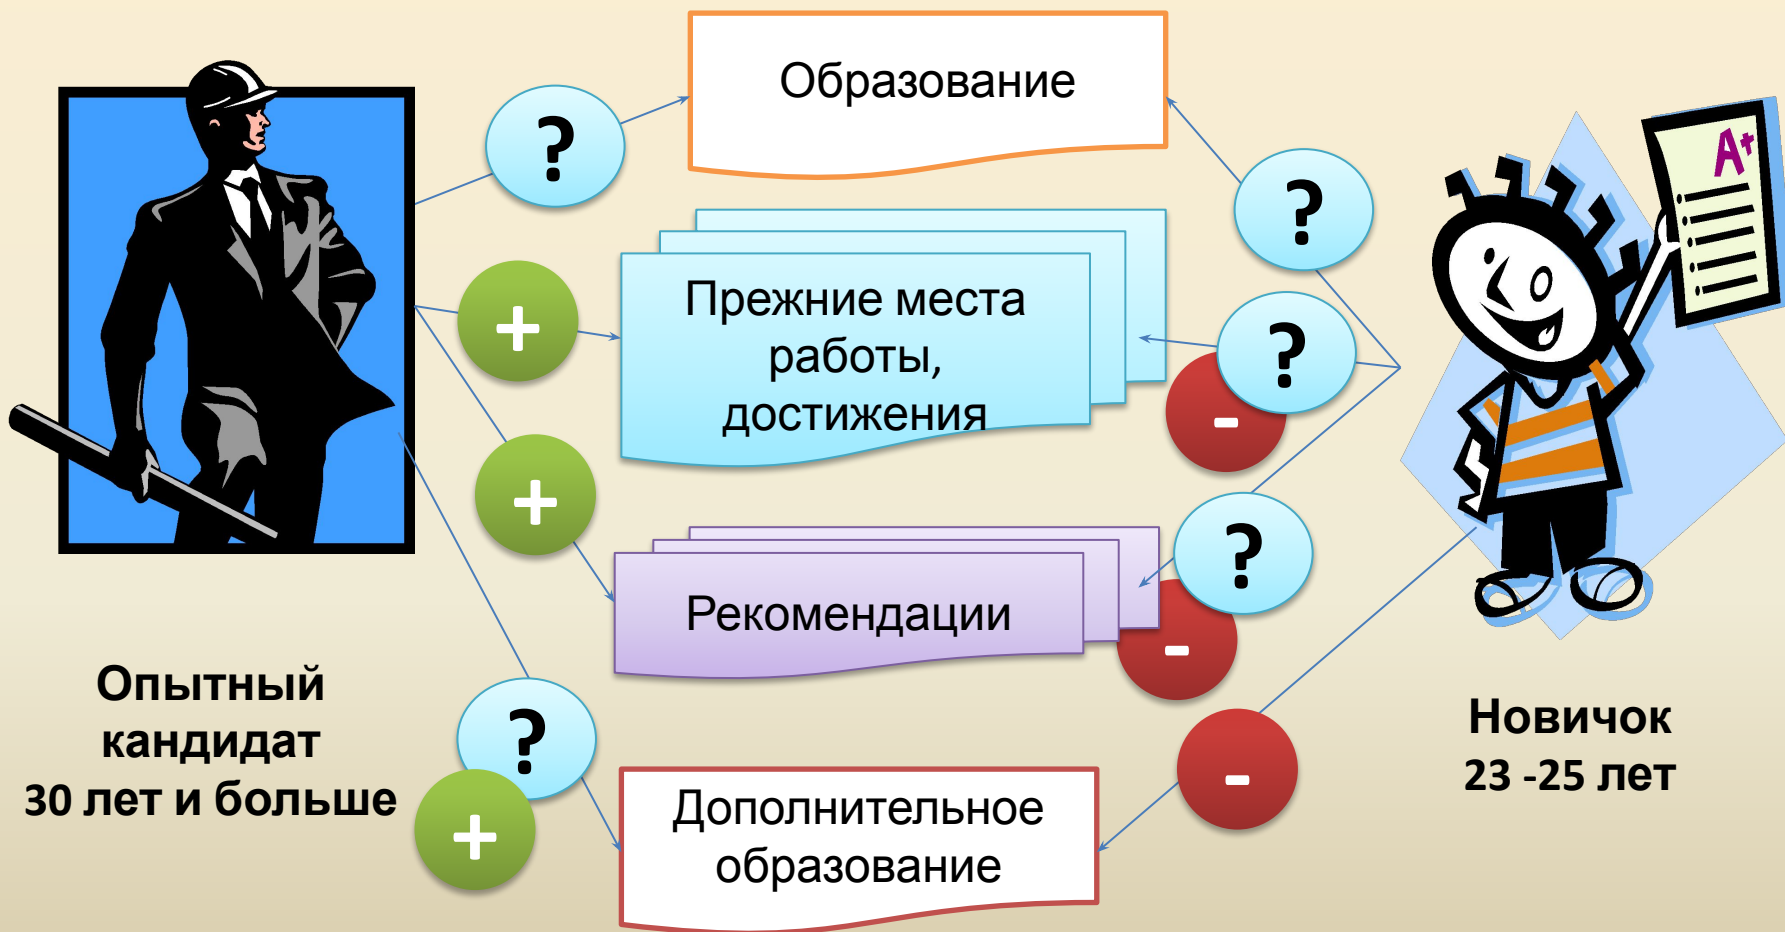 Образование
?
?
A+
+
Прежние места
работы,
достижения
?
-
+
Рекомендации
?
-
Опытный
кандидат
30 лет и больше
?
+
Дополнительное
образование
-
Новичок
23 -25 лет